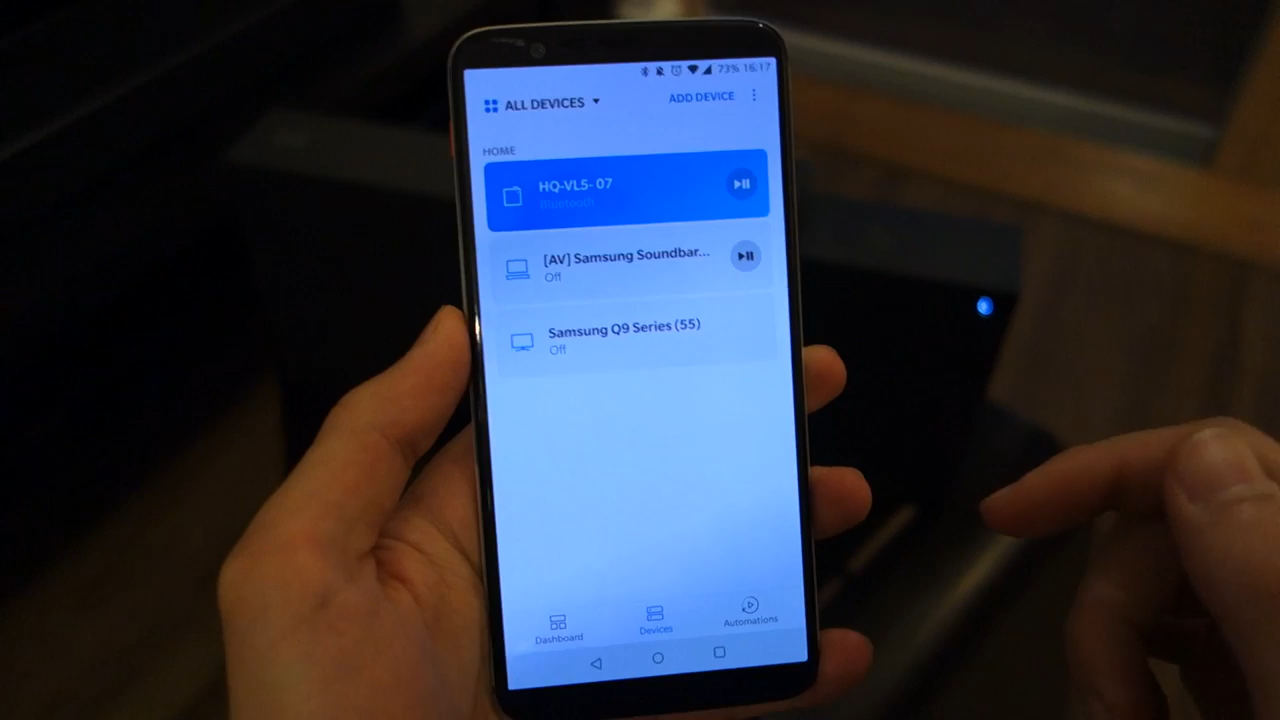 73% 16:17
ALL DEVICES
ADD DEVICE
HOME
HQ-VL5- 07
Bluetooth
[AV] Samsung Soundbar...
Off
Samsung Q9 Series (55)
Off
Dashboard
Devices
Automations